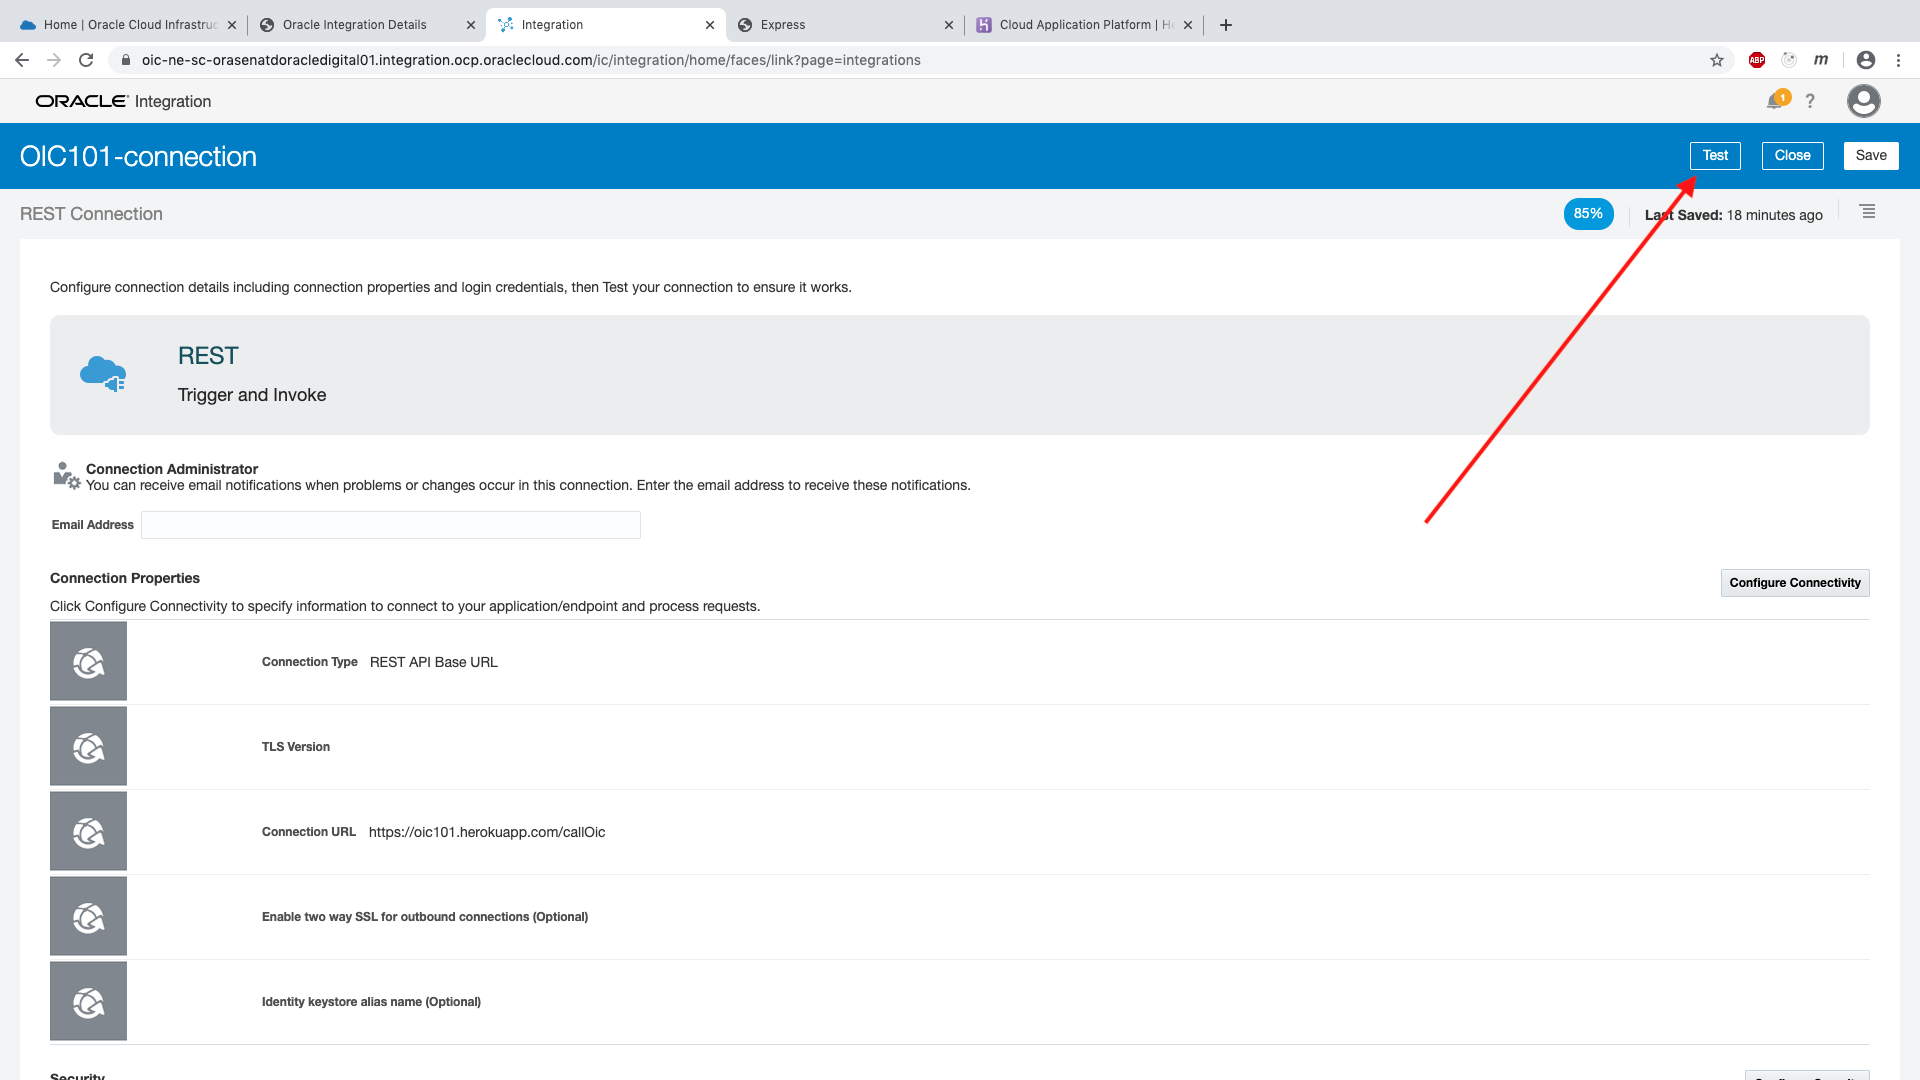 Home | Oracle Cloud Infrastruc
Oracle Integration Details
Integration
Express
Cloud Application Platform | He
oic-ne-sc-orasenatdoracledigital01.integration.ocp.oraclecloud.com/ic/integration/home/faces/link?page=integrations
ABP
m
ORACLE Integration
1
?
OIC101-connection
Test
Close
Save
REST Connection
85%
Last Saved: 18 minutes ago
Configure connection details including connection properties and login credentials, then Test your connection to ensure it works.
REST
Trigger and Invoke
Connection Administrator
You can receive email notifications when problems or changes occur in this connection. Enter the email address to receive these notifications.
Email Address
Connection Properties
Configure Connectivity
Click Configure Connectivity to specify information to connect to your application/endpoint and process requests.
Connection Type REST API Base URL
TLS Version
Connection URL https://oic101.herokuapp.com/callOic
Enable two way SSL for outbound connections (Optional)
Identity keystore alias name (Optional)
Security